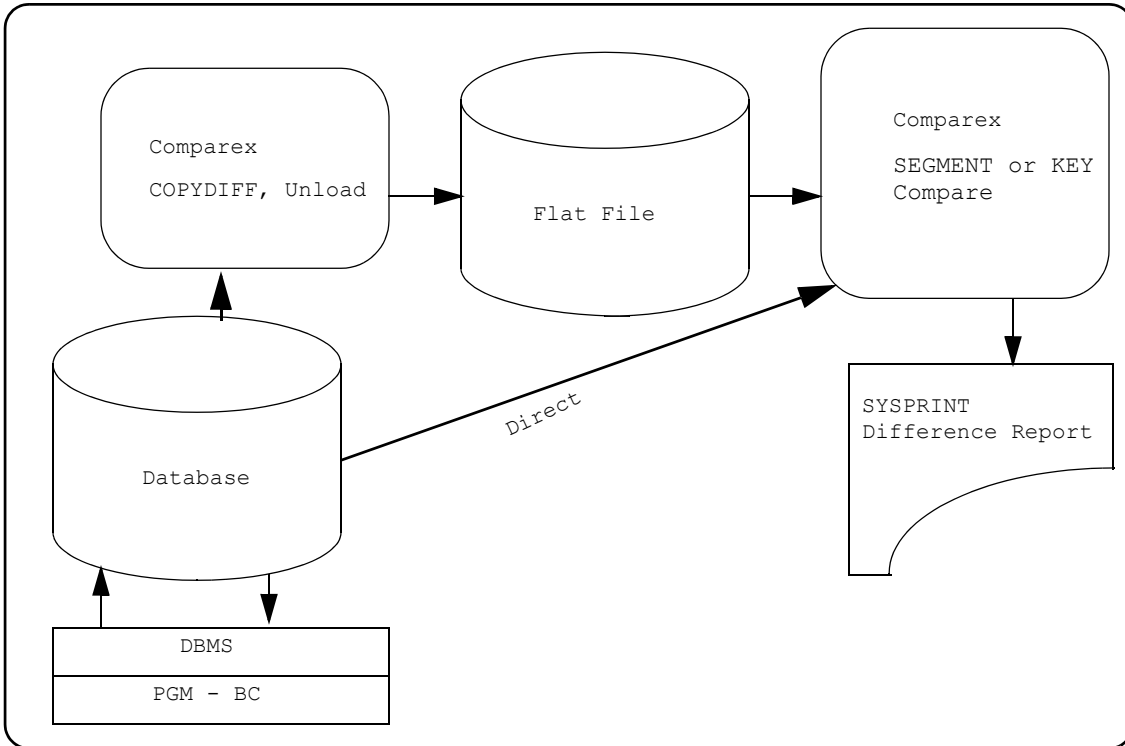 Comparex
COPYDIFF, Unload
Flat File
Comparex
SEGMENT or KEY
Compare
Direct
SYSPRINT
Difference Report
Database
DBMS
PGM - BC